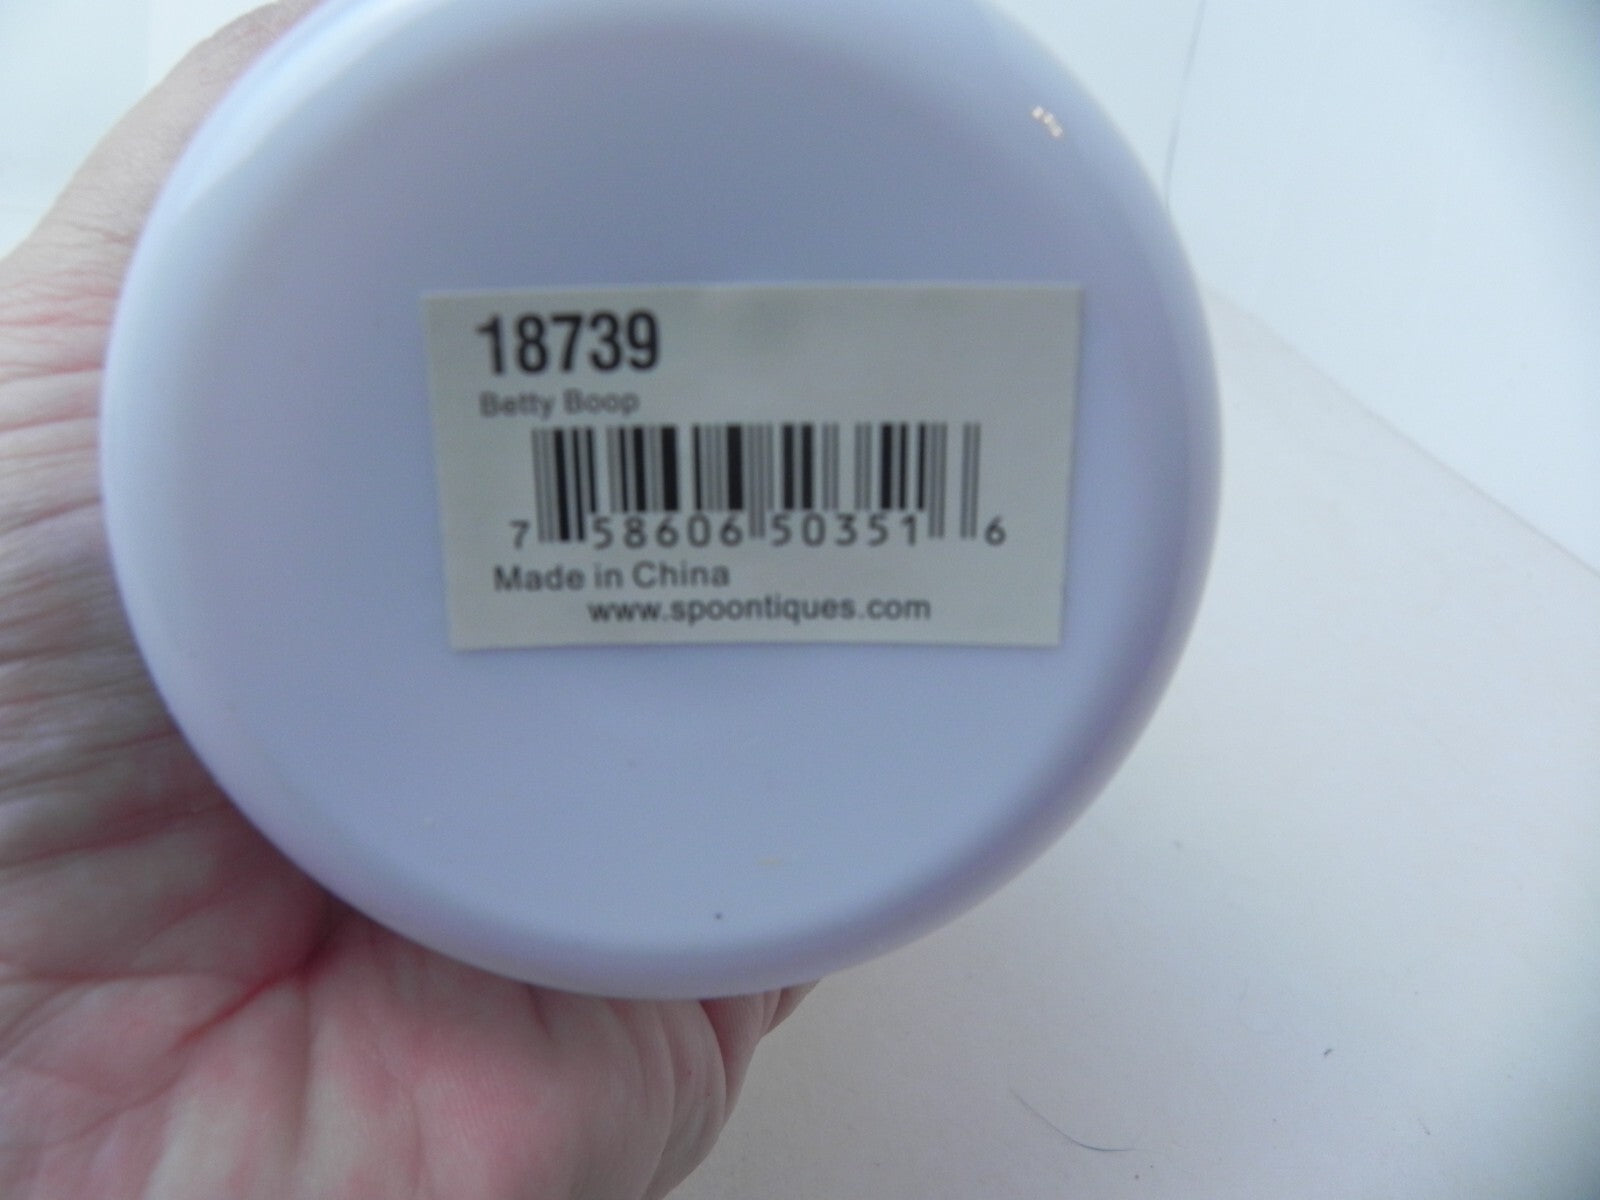 18739
Betty Boop
7 58606 50351 6
Made in China
www.spoontiques.com